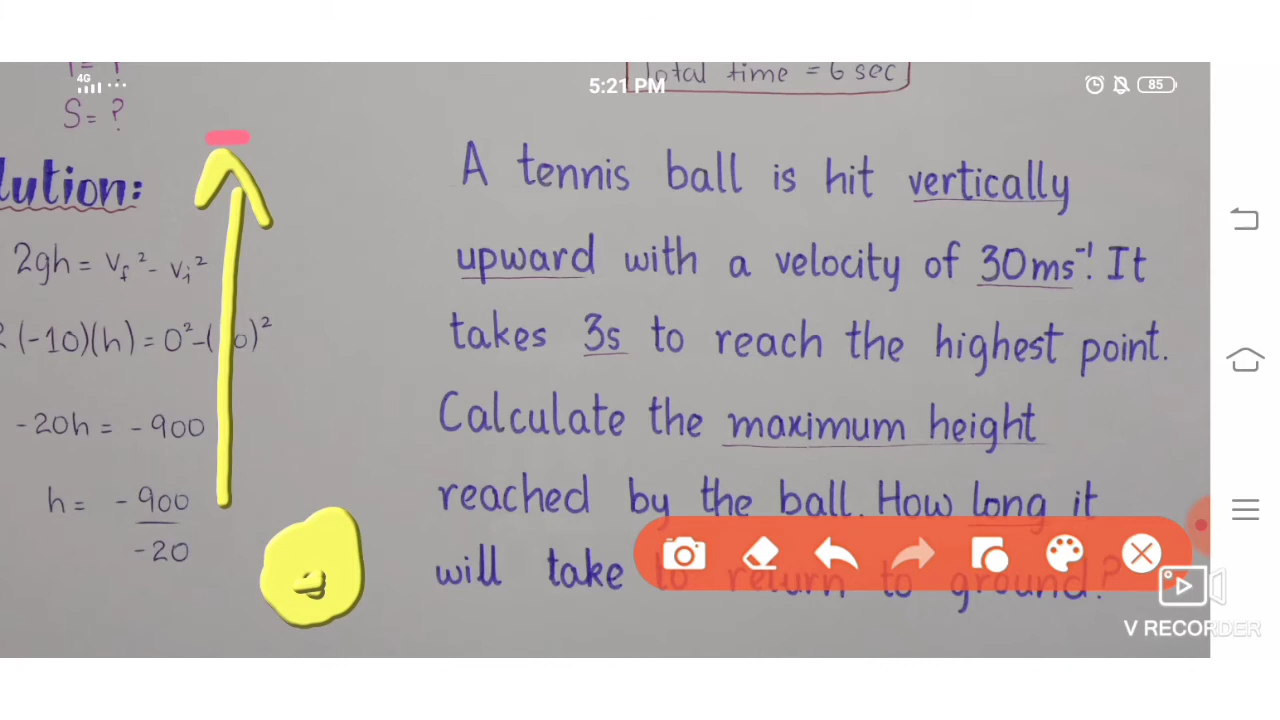 T= ?
4G
S= ?
lution:
2gh = vf² - vi²
2 (-10)(h) = 0² - ( 0)²
-20h = -900
h = -900
-20
Total time = 6 sec
5:21 PM
85
A tennis ball is hit vertically
upward with a velocity of 30ms⁻¹. It
takes 3s to reach the highest point.
Calculate the maximum height
reached by the ball. How long it
will take to return to ground?
V RECORDER